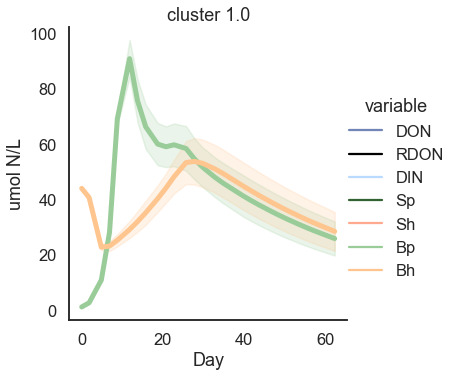 cluster 1.0
100
80
60
40
20
0
umol N/L
0 20 40 60
Day
variable
DON
RDON
DIN
Sp
Sh
Bp
Bh